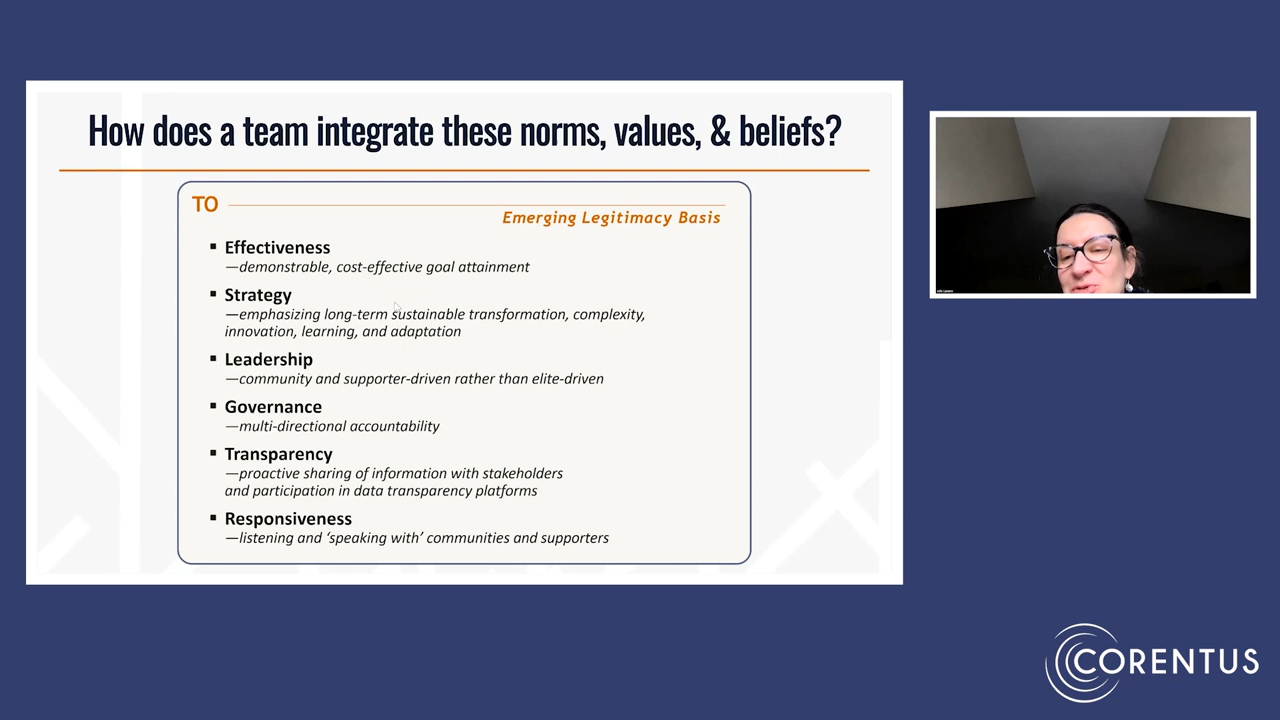 How does a team integrate these norms, values, & beliefs?
TO
Emerging Legitimacy Basis
▪ Effectiveness
—demonstrable, cost-effective goal attainment
▪ Strategy
—emphasizing long-term sustainable transformation, complexity,
innovation, learning, and adaptation
▪ Leadership
—community and supporter-driven rather than elite-driven
▪ Governance
—multi-directional accountability
▪ Transparency
—proactive sharing of information with stakeholders
and participation in data transparency platforms
▪ Responsiveness
—listening and ‘speaking with’ communities and supporters
CORENTUS